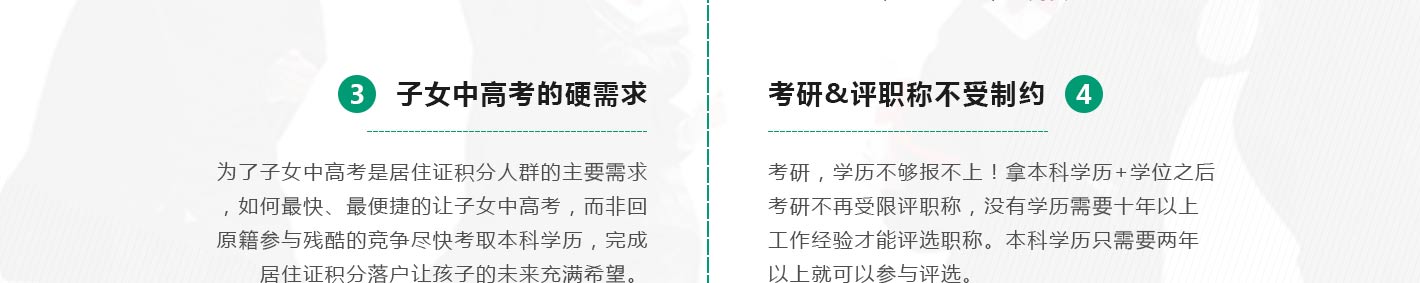 3 子女中高考的硬需求
为了子女中高考是居住证积分人群的主要需求
，如何最快、最便捷的让子女中高考，而非回
原籍参与残酷的竞争尽快考取本科学历，完成
居住证积分落户让孩子的未来充满希望。
考研&评职称不受制约 4
考研，学历不够报不上！拿本科学历+学位之后
考研不再受限评职称，没有学历需要十年以上
工作经验才能评选职称。本科学历只需要两年
以上就可以参与评选。